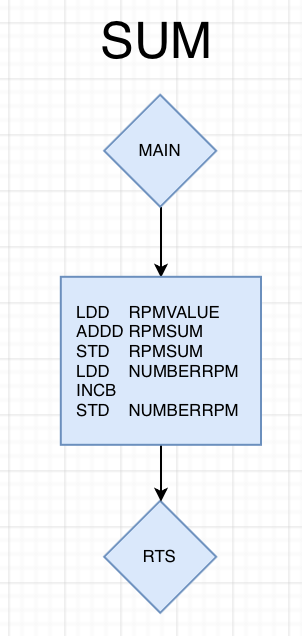 SUM
MAIN
LDD RPMVALUE
ADDD RPMSUM
STD RPMSUM
LDD NUMBERRPM
INCB
STD NUMBERRPM
RTS